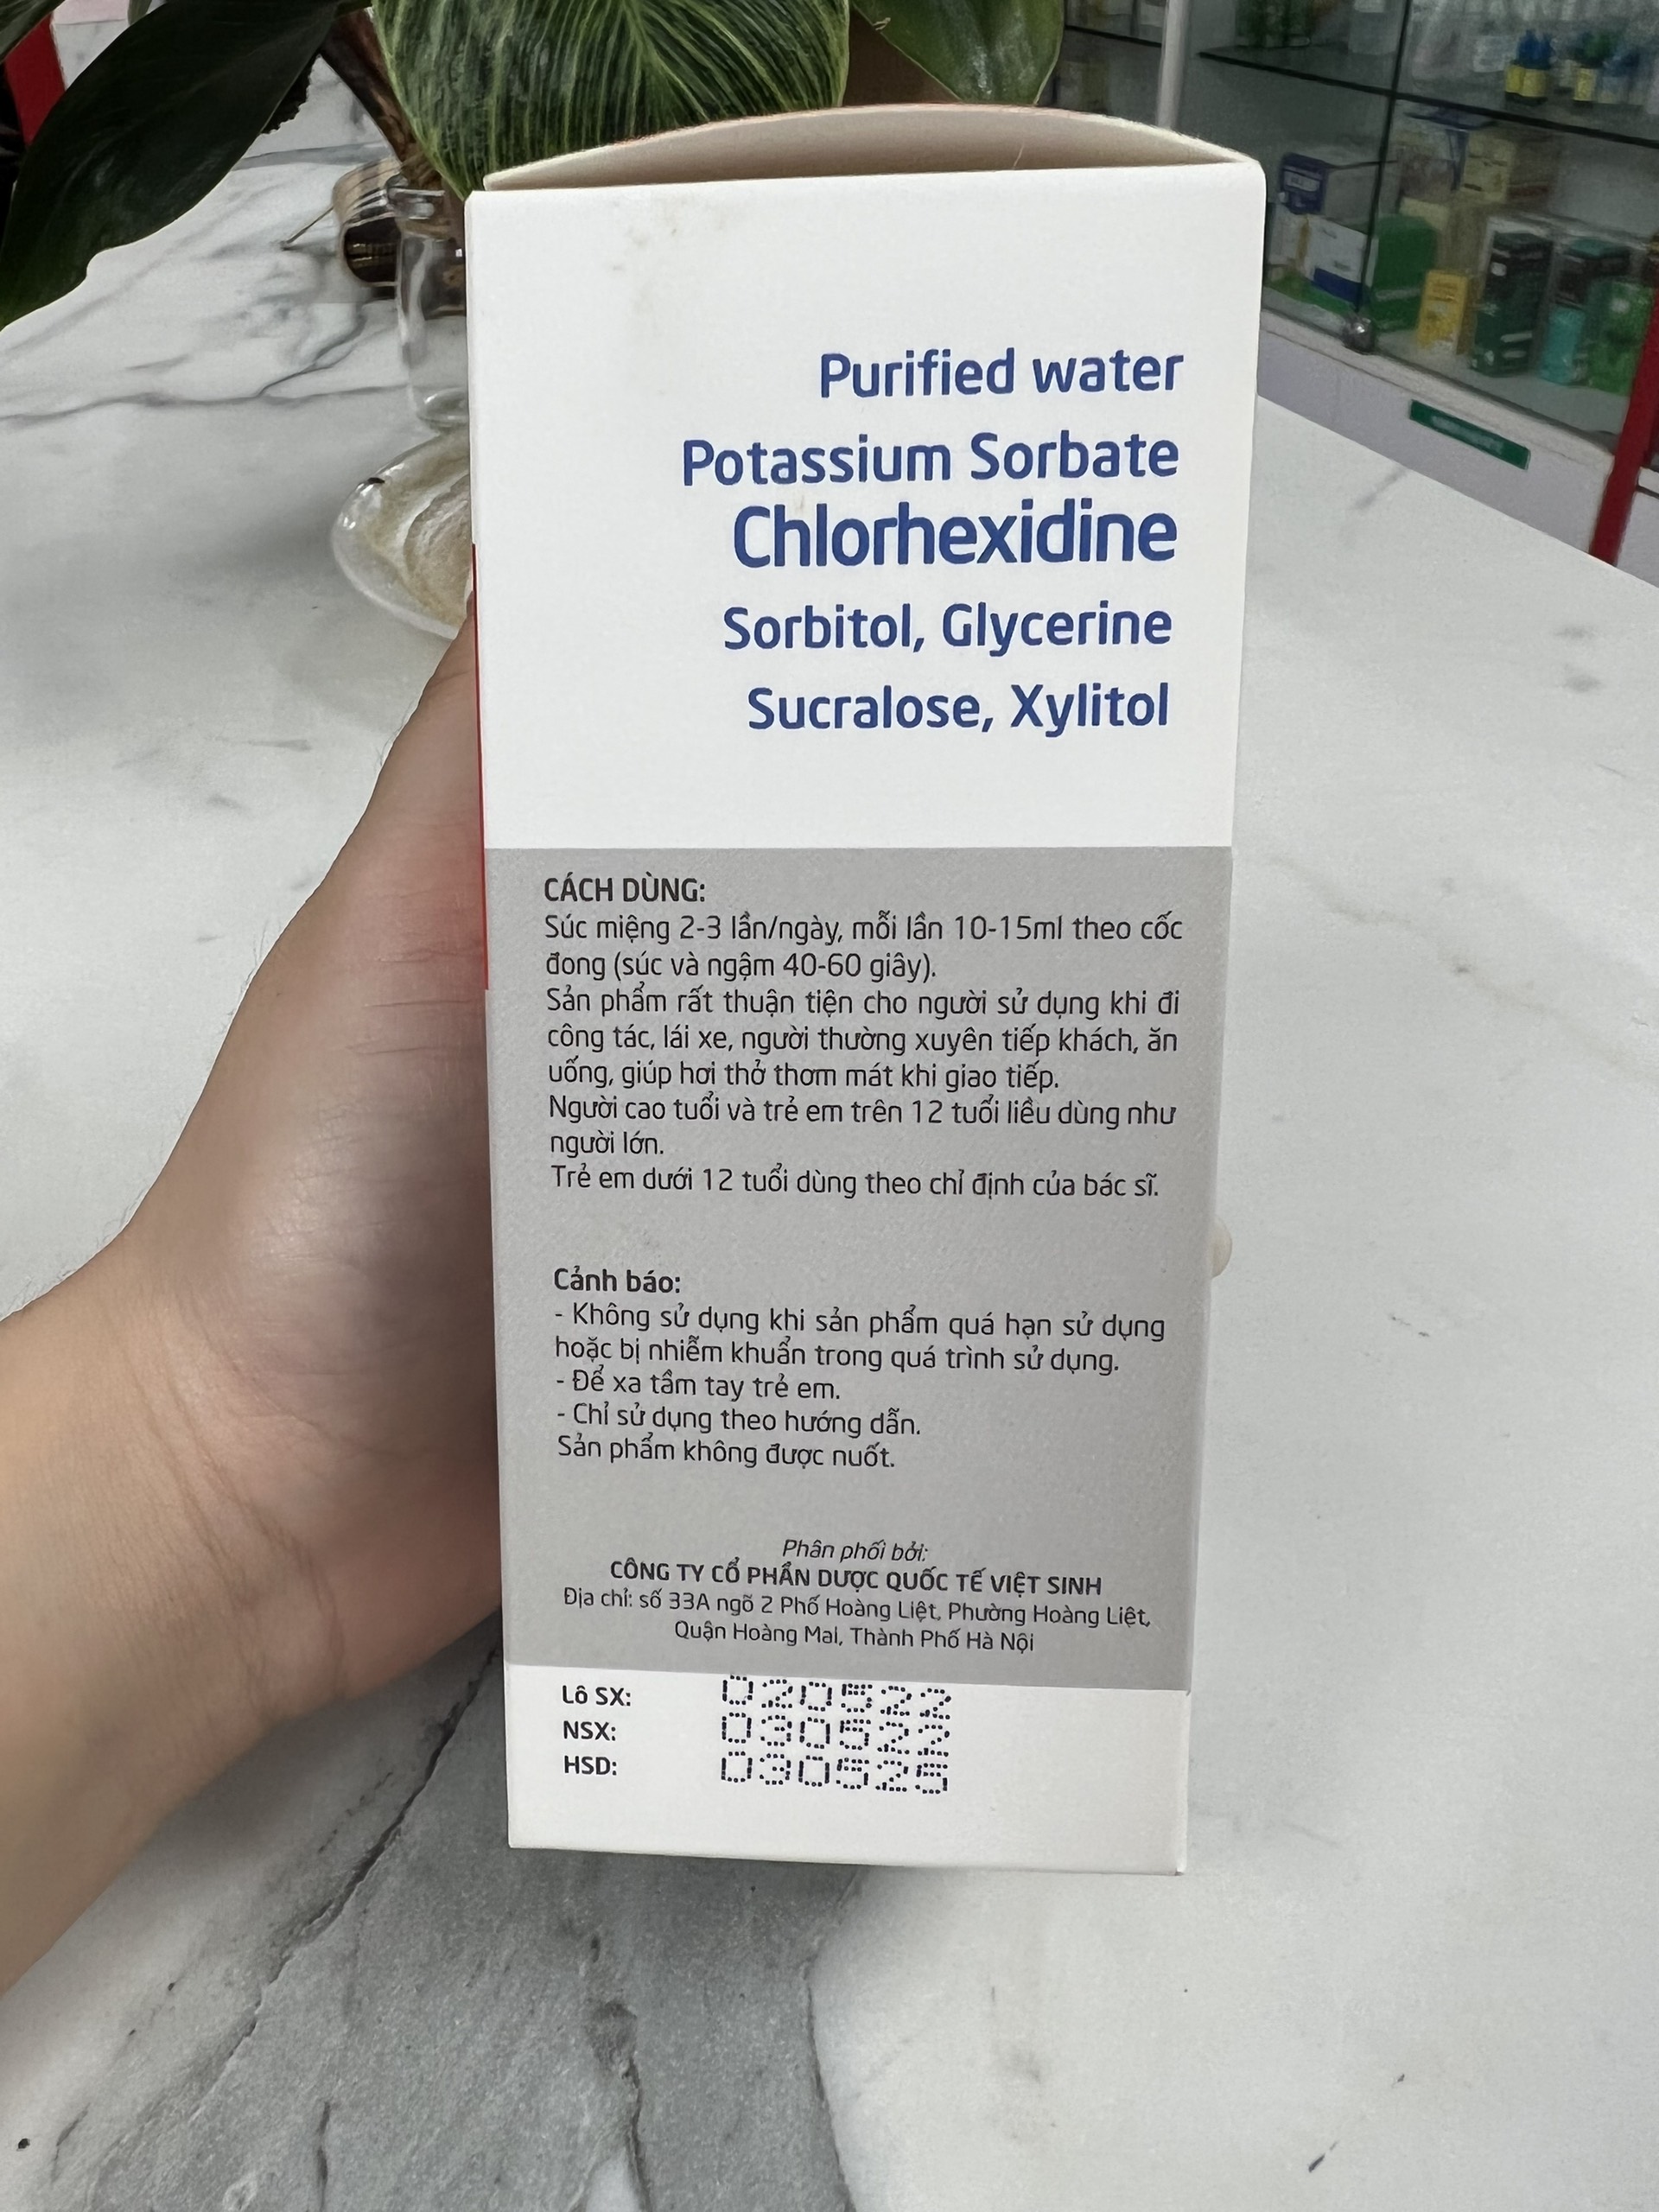 Purified water
Potassium Sorbate
Chlorhexidine
Sorbitol, Glycerine
Sucralose, Xylitol
CÁCH DÙNG:
Súc miệng 2-3 lần/ngày, mỗi lần 10-15ml theo cốc
đong (súc và ngậm 40-60 giây).
Sản phẩm rất thuận tiện cho người sử dụng khi đi
công tác, lái xe, người thường xuyên tiếp khách, ăn
uống, giúp hơi thở thơm mát khi giao tiếp.
Người cao tuổi và trẻ em trên 12 tuổi liều dùng như
người lớn.
Trẻ em dưới 12 tuổi dùng theo chỉ định của bác sĩ.
Cảnh báo:
- Không sử dụng khi sản phẩm quá hạn sử dụng
hoặc bị nhiễm khuẩn trong quá trình sử dụng.
- Để xa tầm tay trẻ em.
- Chỉ sử dụng theo hướng dẫn.
Sản phẩm không được nuốt.
Phân phối bởi:
CÔNG TY CỔ PHẦN DƯỢC QUỐC TẾ VIỆT SINH
Địa chỉ: số 33A ngõ 2 Phố Hoàng Liệt, Phường Hoàng Liệt,
Quận Hoàng Mai, Thành Phố Hà Nội
Lô SX: 020522
NSX: 030522
HSD: 030525